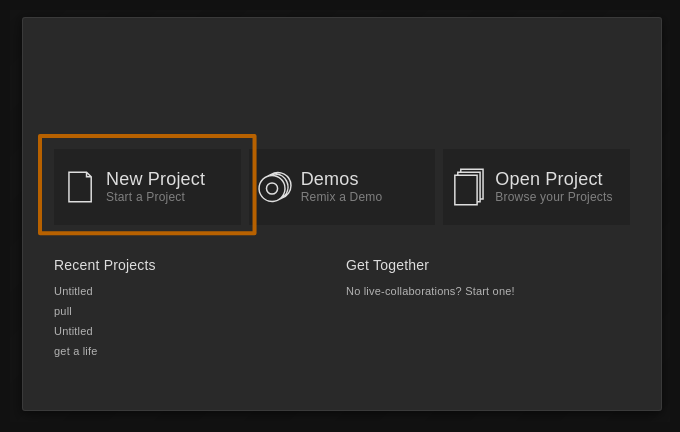 New Project
Start a Project
Demos
Remix a Demo
Open Project
Browse your Projects
Recent Projects
Untitled
pull
Untitled
get a life
Get Together
No live-collaborations? Start one!